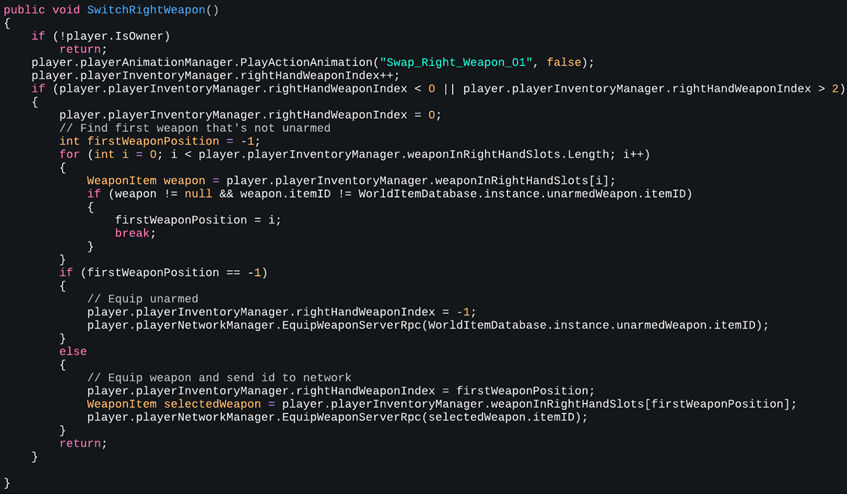 public void SwitchRightWeapon()
{
    if (!player.IsOwner)
        return;
    player.playerAnimationManager.PlayActionAnimation("Swap_Right_Weapon_01", false);
    player.playerInventoryManager.rightHandWeaponIndex++;
    if (player.playerInventoryManager.rightHandWeaponIndex < 0 || player.playerInventoryManager.rightHandWeaponIndex > 2)
    {
        player.playerInventoryManager.rightHandWeaponIndex = 0;
        // Find first weapon that's not unarmed
        int firstWeaponPosition = -1;
        for (int i = 0; i < player.playerInventoryManager.weaponInRightHandSlots.Length; i++)
        {
            WeaponItem weapon = player.playerInventoryManager.weaponInRightHandSlots[i];
            if (weapon != null && weapon.itemID != WorldItemDatabase.instance.unarmedWeapon.itemID)
            {
                firstWeaponPosition = i;
                break;
            }
        }
        if (firstWeaponPosition == -1)
        {
            // Equip unarmed
            player.playerInventoryManager.rightHandWeaponIndex = -1;
            player.playerNetworkManager.EquipWeaponServerRpc(WorldItemDatabase.instance.unarmedWeapon.itemID);
        }
        else
        {
            // Equip weapon and send id to network
            player.playerInventoryManager.rightHandWeaponIndex = firstWeaponPosition;
            WeaponItem selectedWeapon = player.playerInventoryManager.weaponInRightHandSlots[firstWeaponPosition];
            player.playerNetworkManager.EquipWeaponServerRpc(selectedWeapon.itemID);
        }
        return;
    }

}